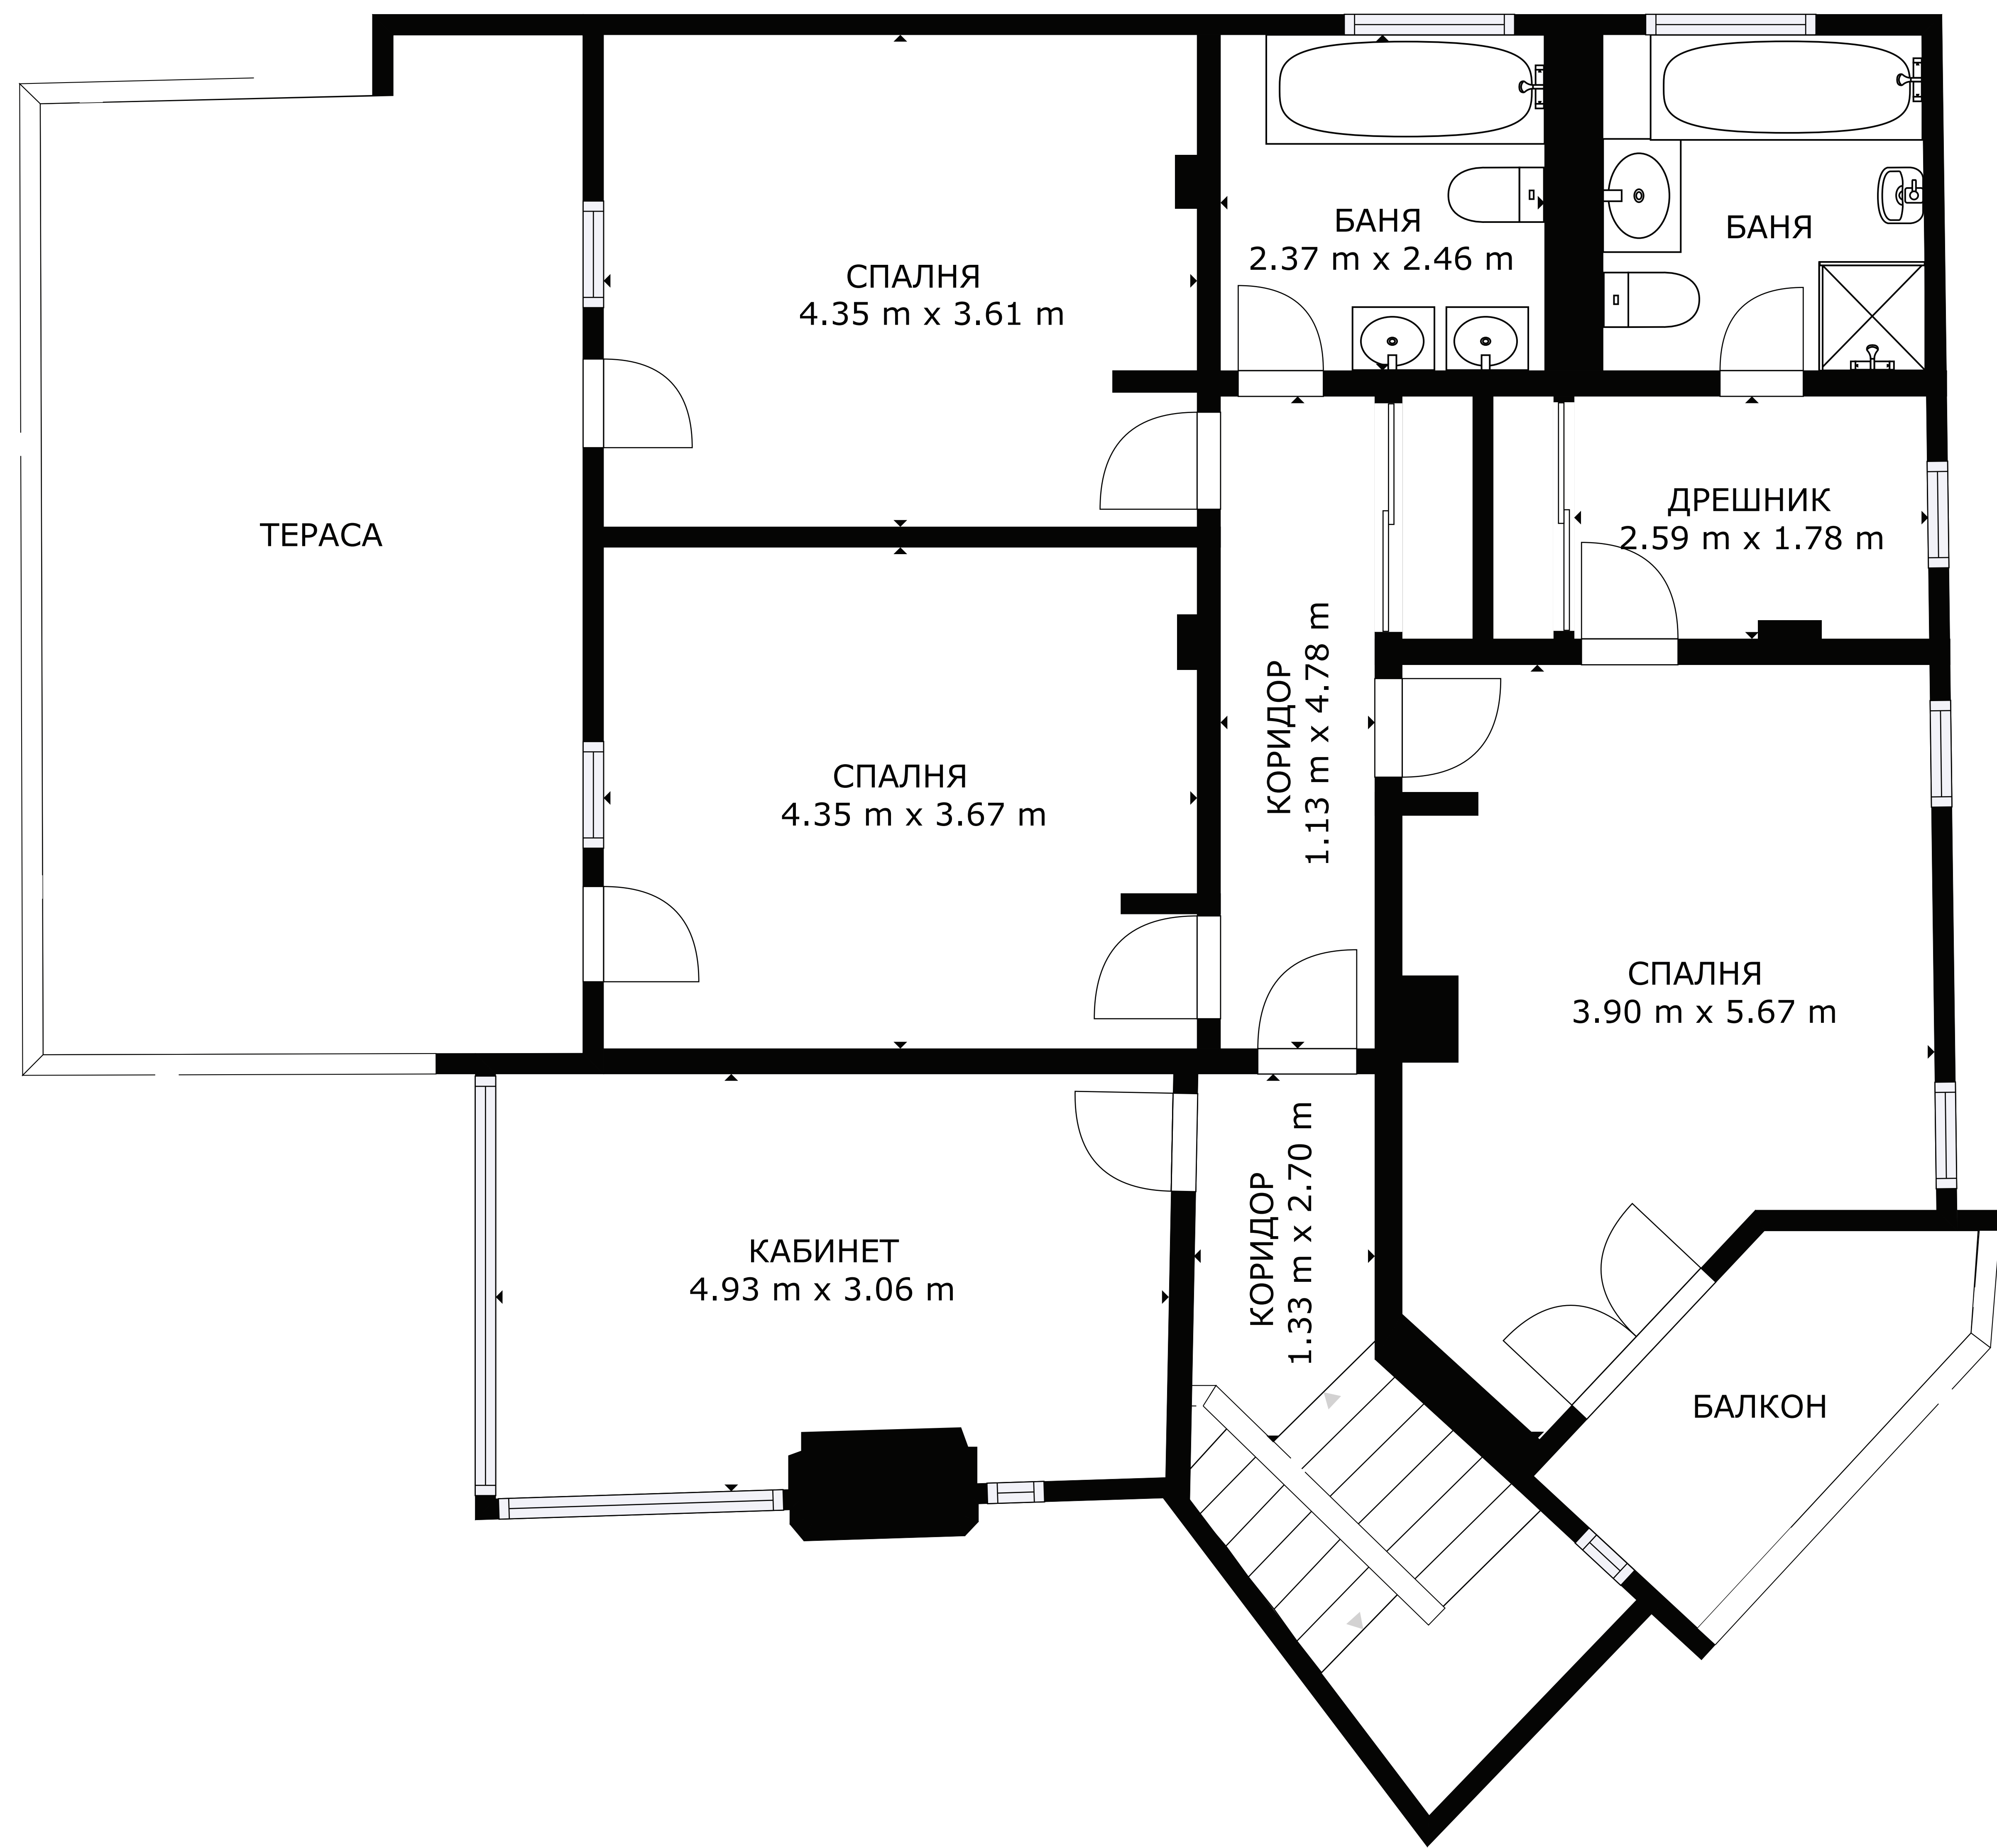 БАНЯ
2.37 m x 2.46 m
БАНЯ
СПАЛНЯ
4.35 m x 3.61 m
ТЕРАСА
ДРЕШНИК
2.59 m x 1.78 m
КОРИДОР
1.13 m x 4.78 m
СПАЛНЯ
4.35 m x 3.67 m
СПАЛНЯ
3.90 m x 5.67 m
КАБИНЕТ
4.93 m x 3.06 m
КОРИДОР
1.33 m x 2.70 m
БАЛКОН